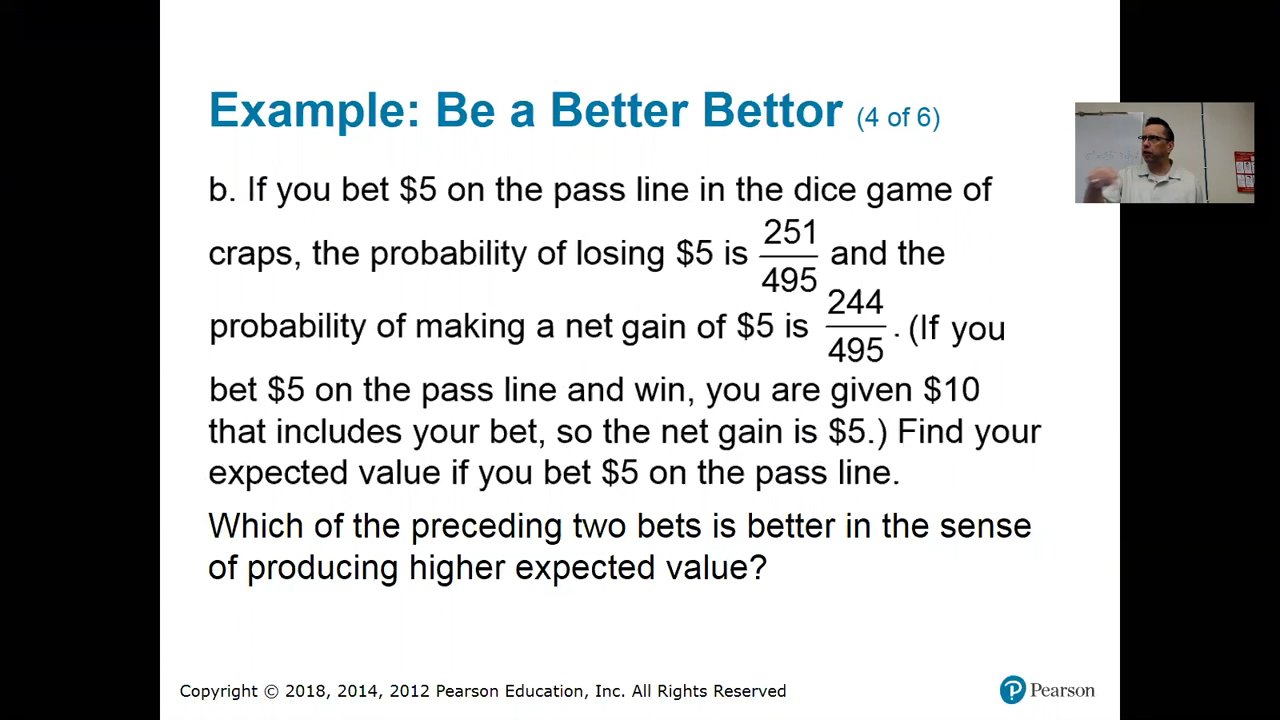 Example: Be a Better Bettor (4 of 6)
b. If you bet $5 on the pass line in the dice game of
craps, the probability of losing $5 is 251/495 and the
probability of making a net gain of $5 is 244/495. (If you
bet $5 on the pass line and win, you are given $10
that includes your bet, so the net gain is $5.) Find your
expected value if you bet $5 on the pass line.
Which of the preceding two bets is better in the sense
of producing higher expected value?
Copyright © 2018, 2014, 2012 Pearson Education, Inc. All Rights Reserved
P Pearson